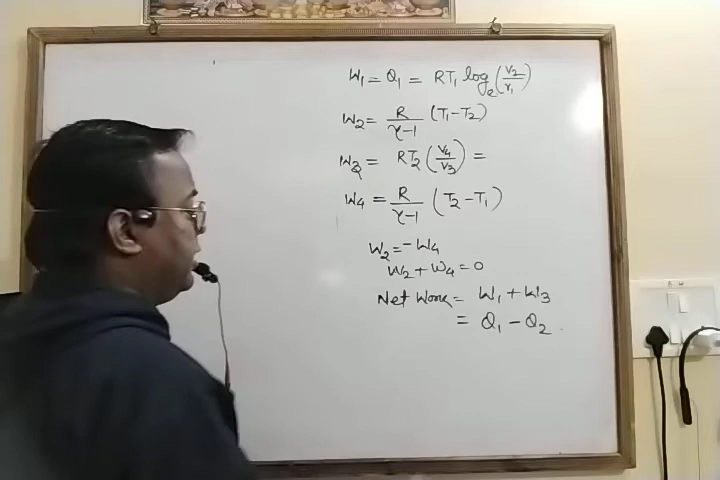 W₁ = Q₁ = RT₁ logₑ(V₂/V₁)
W₂ = R/(γ-1) (T₁-T₂)
W₃ = RT₂ (V₄/V₃) =
W₄ = R/(γ-1) (T₂-T₁)
W₂ = -W₄
W₂ + W₄ = 0
Net Work = W₁ + W₃
= Q₁ - Q₂